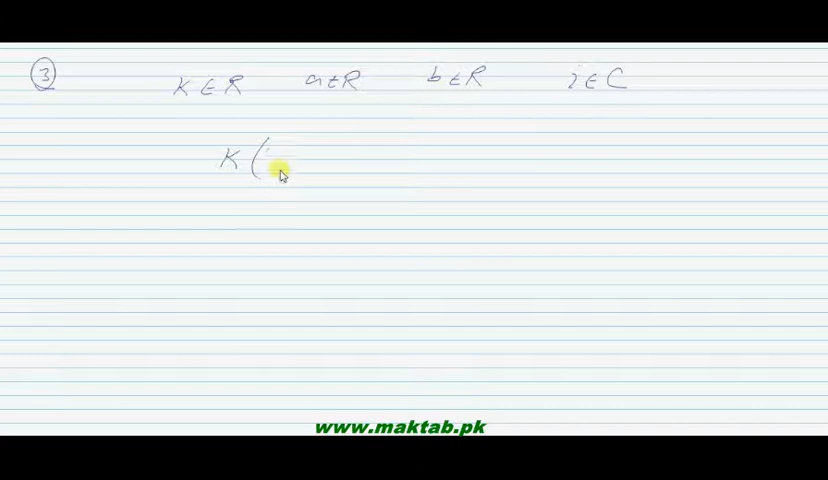 ③ K ∈ R a ∈ R b ∈ R i ∈ C
K (
www.maktab.pk